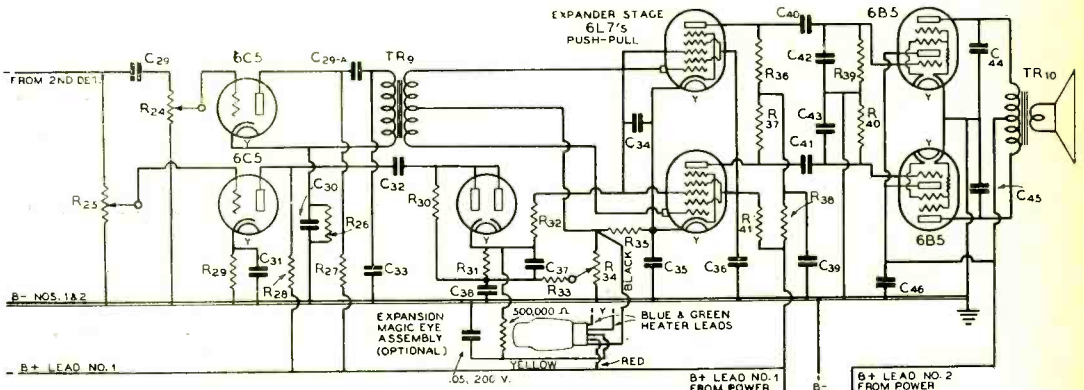 EXPANDER STAGE
6L7's
PUSH-PULL
C40
6B5
C29
6C5
C29-A
TR9
C42
R39
C44
TR10
FROM 2ND DET.
R24
Y
R36
R37
C43
R40
C34
Y
Y
C41
6C5
C30
C32
R25
R26
R30
R32
R35
R41
R38
C45
6B5
Y
R29
C31
R28
R27
C33
R31
C37
R34
BLACK
C35
C36
C39
C38
R33
C46
B- NOS. 1&2
EXPANSION
MAGIC EYE
ASSEMBLY
(OPTIONAL)
500,000 Ω
Y
BLUE & GREEN
HEATER LEADS
YELLOW
RED
B+ LEAD NO.1
.05, 200 V.
B+ LEAD NO.1
FROM POWER
B-
B+ LEAD NO.2
FROM POWER